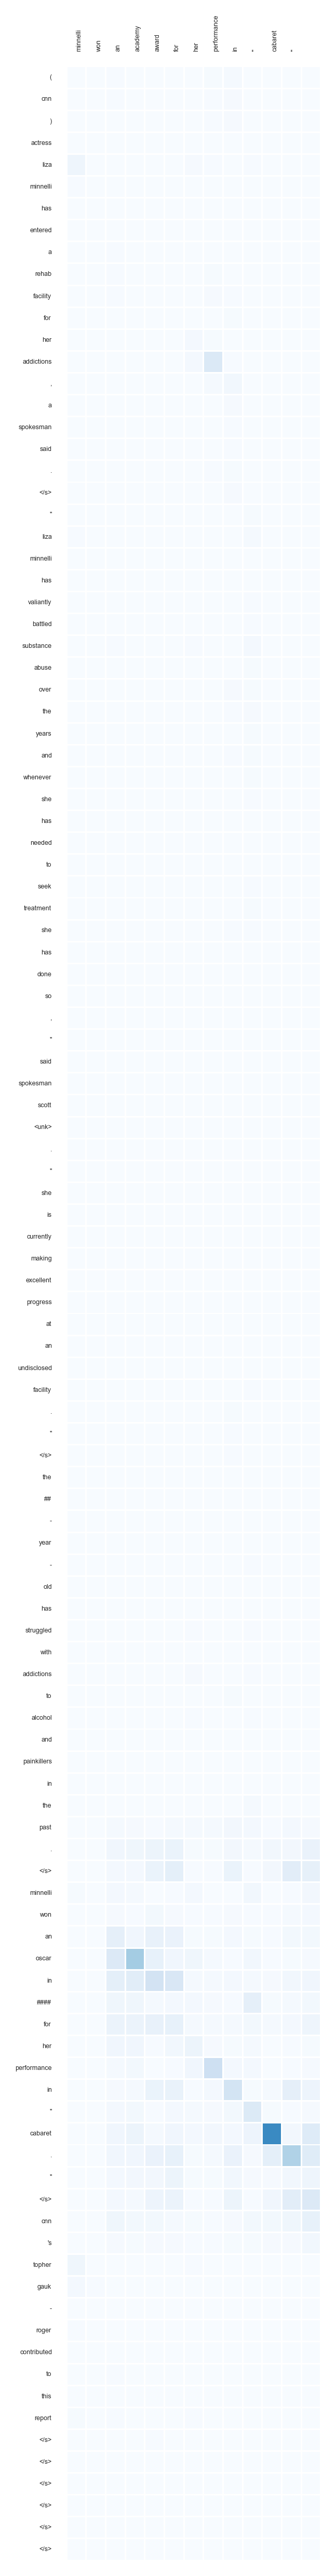 minnelli
won
an
academy
award
for
her
performance
in
"
cabaret
"
(
cnn
)
actress
liza
minnelli
has
entered
a
rehab
facility
for
her
addictions
,
a
spokesman
said
.
</s>
"
liza
minnelli
has
valiantly
battled
substance
abuse
over
the
years
and
whenever
she
has
needed
to
seek
treatment
she
has
done
so
,
"
said
spokesman
scott
<unk>
.
"
she
is
currently
making
excellent
progress
at
an
undisclosed
facility
.
"
</s>
the
##
-
year
-
old
has
struggled
with
addictions
to
alcohol
and
painkillers
in
the
past
.
</s>
minnelli
won
an
oscar
in
####
for
her
performance
in
"
cabaret
.
"
</s>
cnn
's
topher
gauk
-
roger
contributed
to
this
report
</s>
</s>
</s>
</s>
</s>
</s>